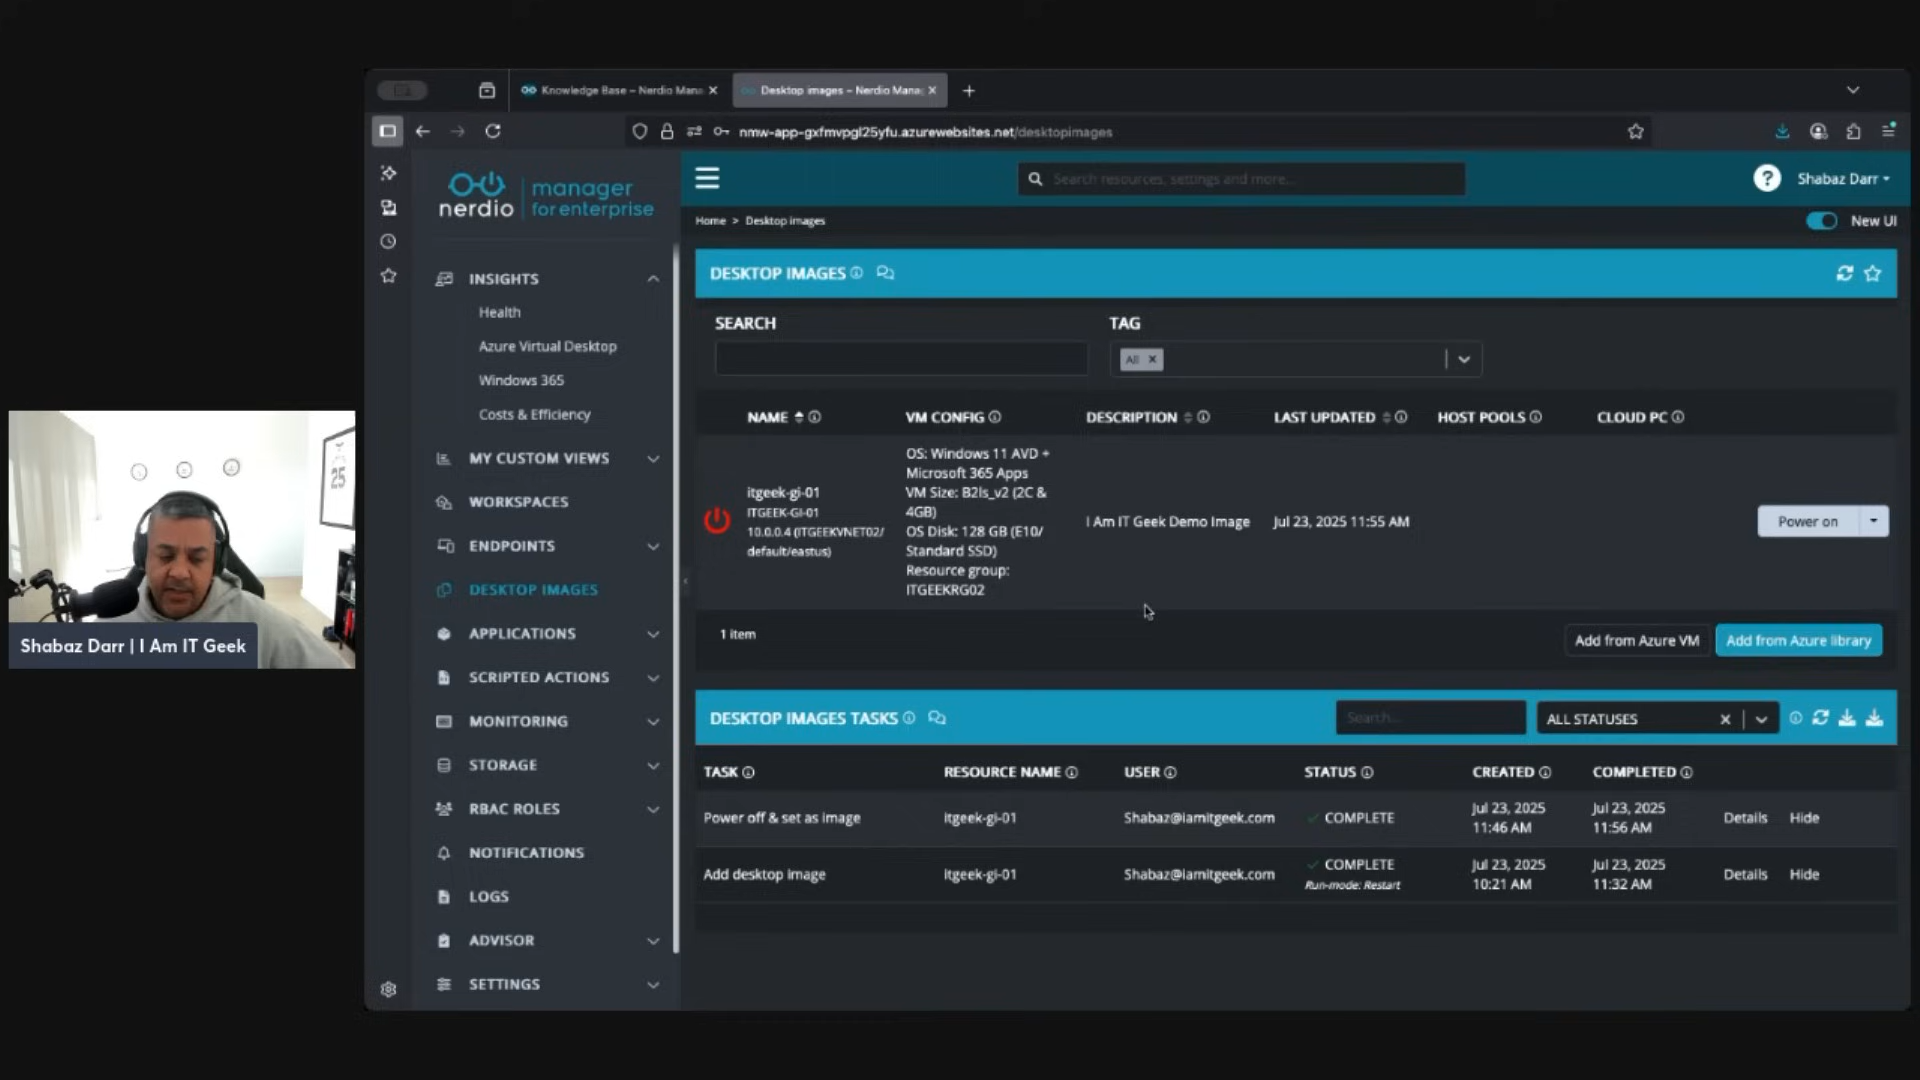 Knowledge Base – Nerdio Mana
Desktop images – Nerdio Mana
nmw-app-gxfmvpgl25yfu.azurewebsites.net/desktopimages
nerdio
manager
for enterprise
Search resources, settings and more...
?
Shabaz Darr
Home > Desktop images
New UI
INSIGHTS
Health
Azure Virtual Desktop
Windows 365
Costs & Efficiency
MY CUSTOM VIEWS
WORKSPACES
ENDPOINTS
DESKTOP IMAGES
APPLICATIONS
SCRIPTED ACTIONS
MONITORING
STORAGE
RBAC ROLES
NOTIFICATIONS
LOGS
ADVISOR
SETTINGS
DESKTOP IMAGES
SEARCH
TAG
All
NAME
VM CONFIG
DESCRIPTION
LAST UPDATED
HOST POOLS
CLOUD PC
itgeek-gi-01
ITGEEK-GI-01
10.0.0.4 (ITGEEKVNET02/
default/eastus)
OS: Windows 11 AVD +
Microsoft 365 Apps
VM Size: B2ls_v2 (2C &
4GB)
OS Disk: 128 GB (E10/
Standard SSD)
Resource group:
ITGEEKRG02
I Am IT Geek Demo Image
Jul 23, 2025 11:55 AM
Power on
1 item
Add from Azure VM
Add from Azure library
DESKTOP IMAGES TASKS
Search...
ALL STATUSES
TASK
RESOURCE NAME
USER
STATUS
CREATED
COMPLETED
Power off & set as image
itgeek-gi-01
Shabaz@iamitgeek.com
COMPLETE
Jul 23, 2025
11:46 AM
Jul 23, 2025
11:56 AM
Details
Hide
Add desktop image
itgeek-gi-01
Shabaz@iamitgeek.com
COMPLETE
Run-mode: Restart
Jul 23, 2025
10:21 AM
Jul 23, 2025
11:32 AM
Details
Hide
25
Shabaz Darr | I Am IT Geek